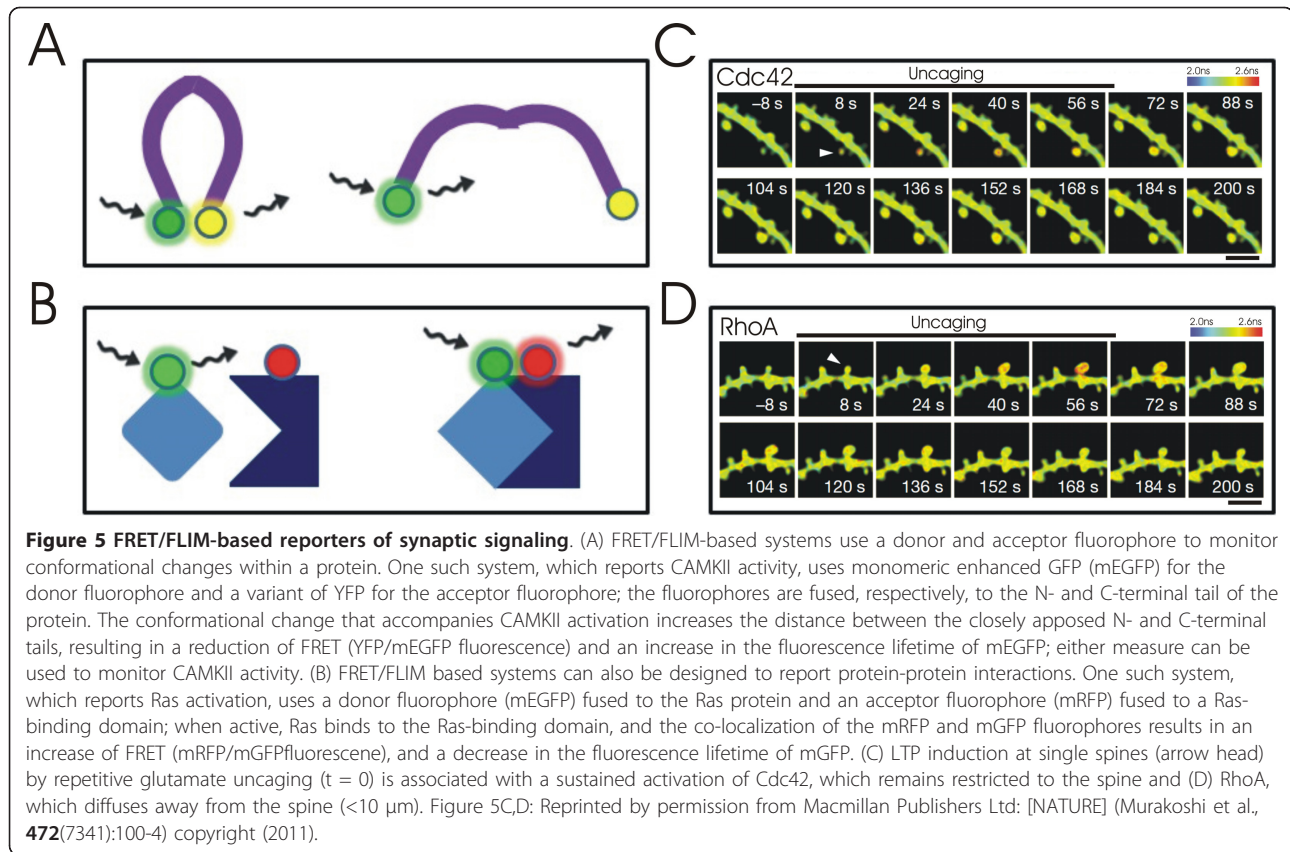 A
C
Cdc42
Uncaging
2.0ns 2.6ns
–8 s 8 s 24 s 40 s 56 s 72 s 88 s
104 s 120 s 136 s 152 s 168 s 184 s 200 s
B
D
RhoA
Uncaging
2.0ns 2.6ns
–8 s 8 s 24 s 40 s 56 s 72 s 88 s
104 s 120 s 136 s 152 s 168 s 184 s 200 s
Figure 5 FRET/FLIM-based reporters of synaptic signaling. (A) FRET/FLIM-based systems use a donor and acceptor fluorophore to monitor
conformational changes within a protein. One such system, which reports CAMKII activity, uses monomeric enhanced GFP (mEGFP) for the
donor fluorophore and a variant of YFP for the acceptor fluorophore; the fluorophores are fused, respectively, to the N- and C-terminal tail of the
protein. The conformational change that accompanies CAMKII activation increases the distance between the closely apposed N- and C-terminal
tails, resulting in a reduction of FRET (YFP/mEGFP fluorescence) and an increase in the fluorescence lifetime of mEGFP; either measure can be
used to monitor CAMKII activity. (B) FRET/FLIM based systems can also be designed to report protein-protein interactions. One such system,
which reports Ras activation, uses a donor fluorophore (mEGFP) fused to the Ras protein and an acceptor fluorophore (mRFP) fused to a Ras-
binding domain; when active, Ras binds to the Ras-binding domain, and the co-localization of the mRFP and mGFP fluorophores results in an
increase of FRET (mRFP/mGFPfluorescene), and a decrease in the fluorescence lifetime of mGFP. (C) LTP induction at single spines (arrow head)
by repetitive glutamate uncaging (t = 0) is associated with a sustained activation of Cdc42, which remains restricted to the spine and (D) RhoA,
which diffuses away from the spine (<10 μm). Figure 5C,D: Reprinted by permission from Macmillan Publishers Ltd: [NATURE] (Murakoshi et al.,
472(7341):100-4) copyright (2011).